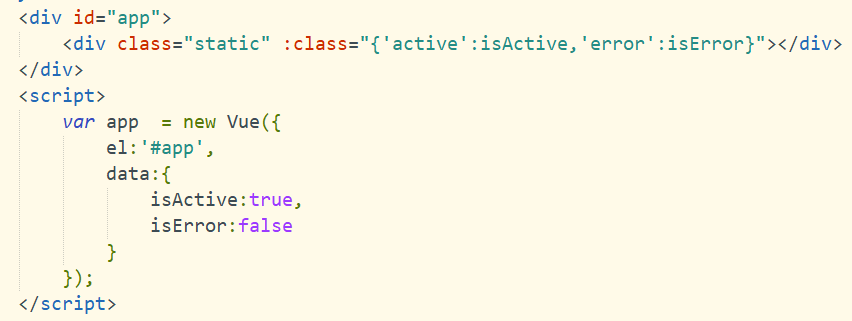 <div id="app">
    <div class="static" :class="{'active':isActive,'error':isError}"></div>
</div>
<script>
    var app  = new Vue({
        el:'#app',
        data:{
            isActive:true,
            isError:false
        }
    });
</script>